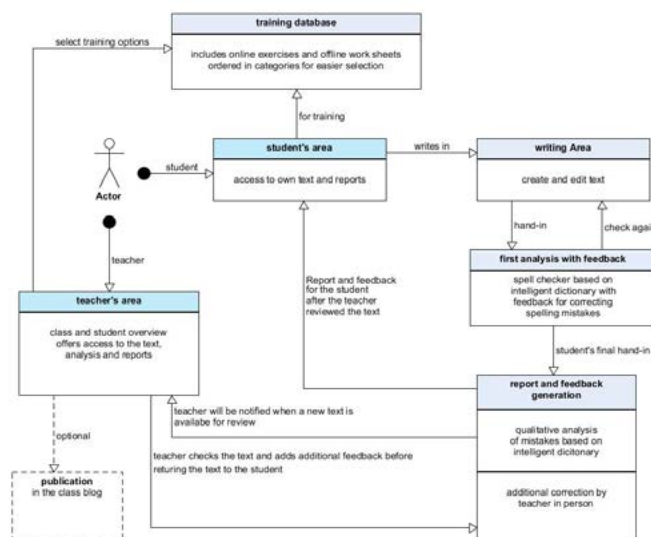 training database
includes online exercises and offline work sheets
ordered in categories for easier selection
select training options
for training
student's area
access to own text and reports
writes in
writing Area
create and edit text
Actor
student
teacher
hand-in
check again
first analysis with feedback
spell checker based on
intelligent dictionary with
feedback for correcting
spelling mistakes
Report and feedback
for the student
after the teacher
reviewed the text
teacher's area
class and student overview
offers access to the text,
analysis and reports
student's final hand-in
report and feedback
generation
qualitative analysis
of mistakes based on
intelligent dicitonary
additional correction by
teacher in person
teacher will be notified when a new text is
availabe for review
optional
teacher checks the text and adds additional feedback before
returing the text to the student
publication
in the class blog